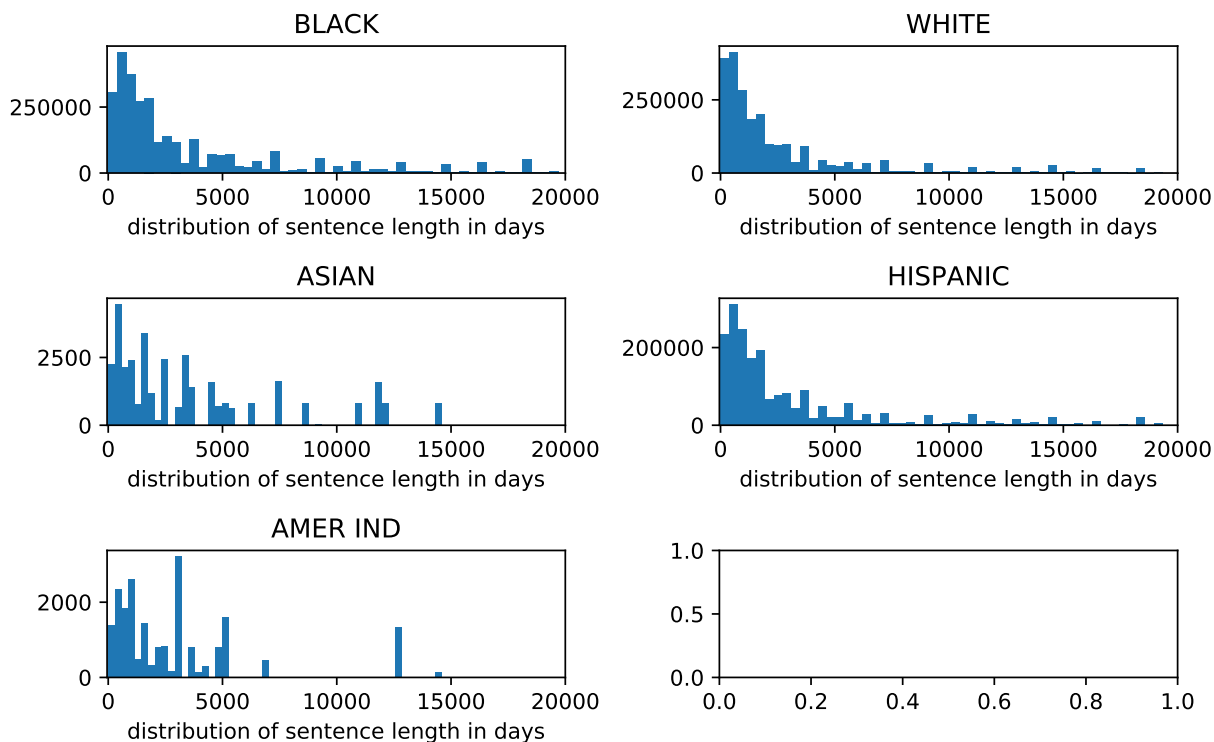 BLACK
250000
0
0 5000 10000 15000 20000
distribution of sentence length in days
WHITE
250000
0
0 5000 10000 15000 20000
distribution of sentence length in days
ASIAN
2500
0
0 5000 10000 15000 20000
distribution of sentence length in days
HISPANIC
200000
0
0 5000 10000 15000 20000
distribution of sentence length in days
AMER IND
2000
0
0 5000 10000 15000 20000
distribution of sentence length in days
1.0
0.5
0.0
0.0 0.2 0.4 0.6 0.8 1.0